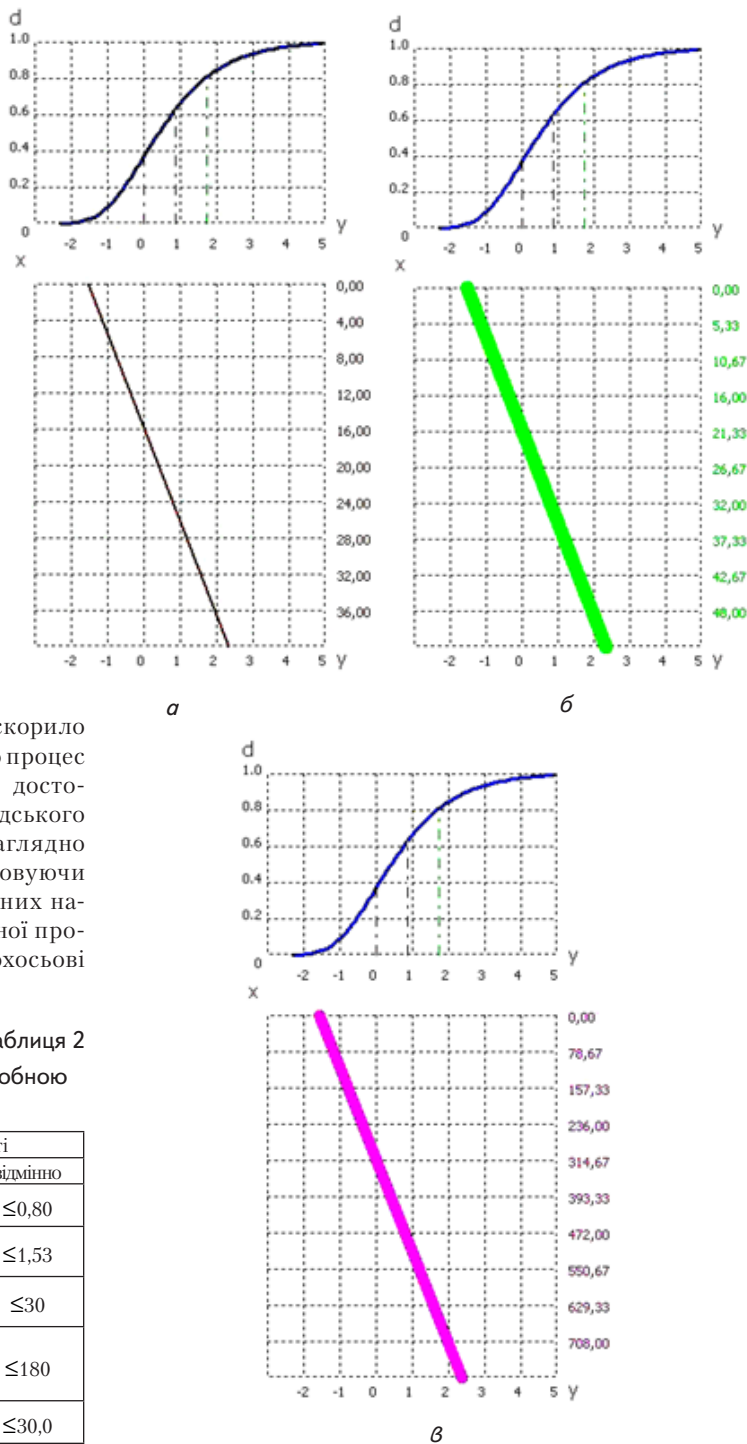 d
1.0
0.8
0.6
0.4
0.2
0
-2 -1 0 1 2 3 4 5 y
x
0,00
4,00
8,00
12,00
16,00
20,00
24,00
28,00
32,00
36,00
-2 -1 0 1 2 3 4 5 y
а
d
1.0
0.8
0.6
0.4
0.2
0
-2 -1 0 1 2 3 4 5 y
x
0,00
5,33
10,67
16,00
21,33
26,67
32,00
37,33
42,67
48,00
-2 -1 0 1 2 3 4 5 y
б
скорило
процес
досто-
дського
аглядно
овуючи
них на-
ної про-
рхосьові
аблиця 2
обною
ті
відмінно
≤0,80
≤1,53
≤30
≤180
≤30,0
d
1.0
0.8
0.6
0.4
0.2
0
-2 -1 0 1 2 3 4 5 y
x
0,00
78,67
157,33
236,00
314,67
393,33
472,00
550,67
629,33
708,00
-2 -1 0 1 2 3 4 5 y
в